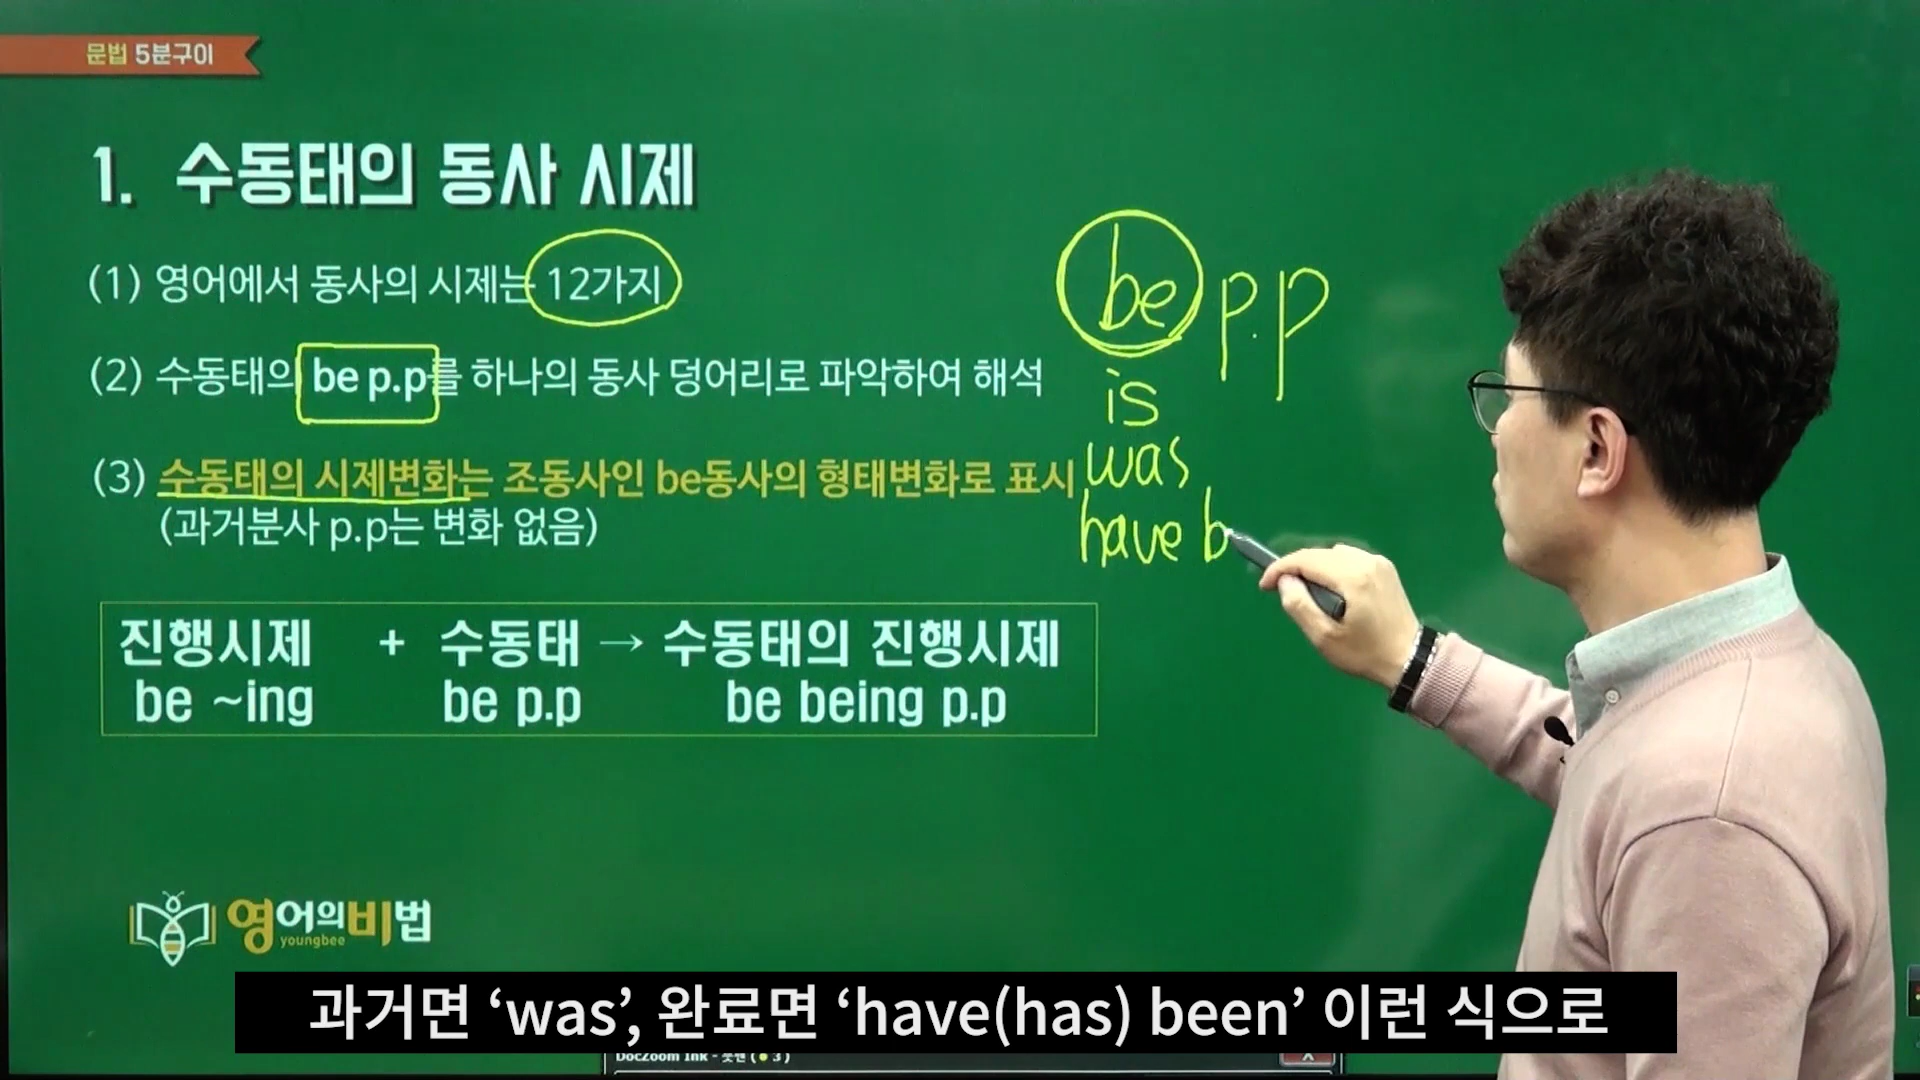 문법 5분구이
1. 수동태의 동사 시제
(1) 영어에서 동사의 시제는 12가지
(2) 수동태의 be p.p를 하나의 동사 덩어리로 파악하여 해석
(3) 수동태의 시제변화는 조동사인 be동사의 형태변화로 표시
(과거분사 p.p는 변화 없음)
be p.p
is
was
have b
진행시제 + 수동태 → 수동태의 진행시제
be ~ing be p.p be being p.p
영어의비법
youngbee
과거면 ‘was’, 완료면 ‘have(has) been’ 이런 식으로
DocZoom Ink - 펜 (3)